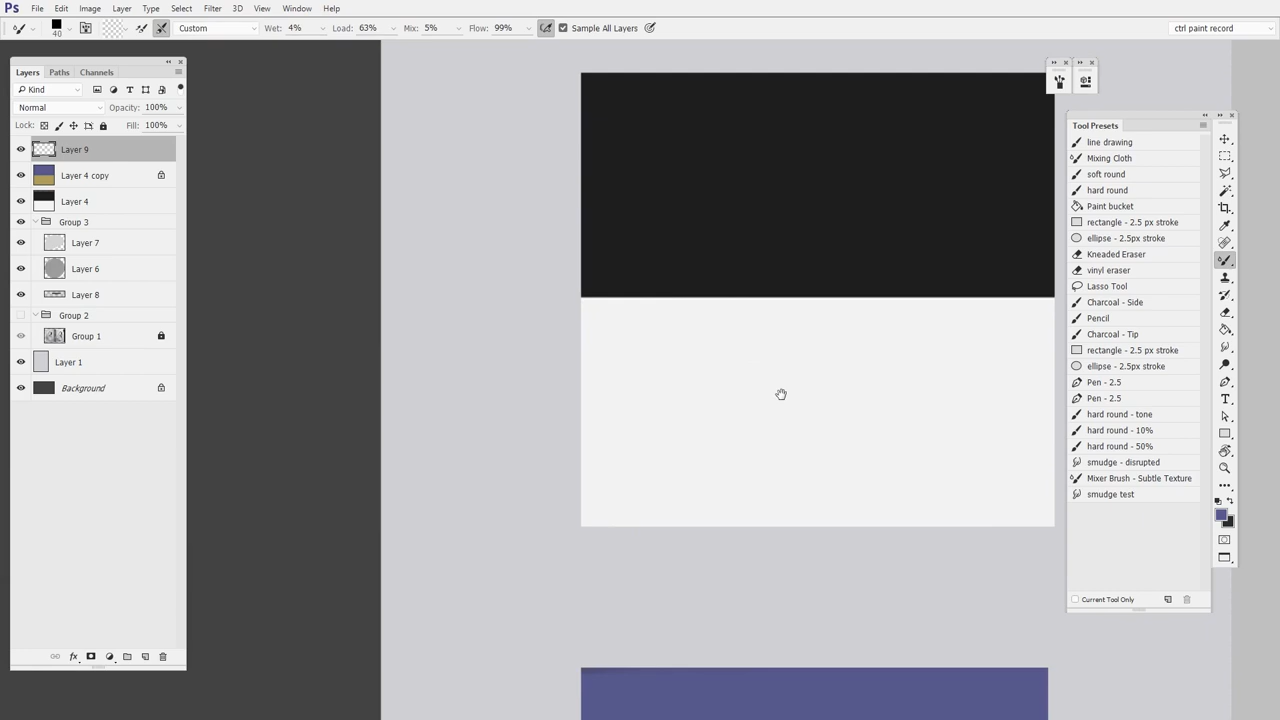 Ps File Edit Image Layer Type Select Filter 3D View Window Help
40 Custom Wet: 4% Load: 63% Mix: 5% Flow: 99% Sample All Layers ctrl paint record
Layers Paths Channels
Kind
Normal Opacity: 100%
Lock: Fill: 100%
Layer 9
Layer 4 copy
Layer 4
Group 3
Layer 7
Layer 6
Layer 8
Group 2
Group 1
Layer 1
Background
Tool Presets
line drawing
Mixing Cloth
soft round
hard round
Paint bucket
rectangle - 2.5 px stroke
ellipse - 2.5px stroke
Kneaded Eraser
vinyl eraser
Lasso Tool
Charcoal - Side
Pencil
Charcoal - Tip
rectangle - 2.5 px stroke
ellipse - 2.5px stroke
Pen - 2.5
Pen - 2.5
hard round - tone
hard round - 10%
hard round - 50%
smudge - disrupted
Mixer Brush - Subtle Texture
smudge test
Current Tool Only